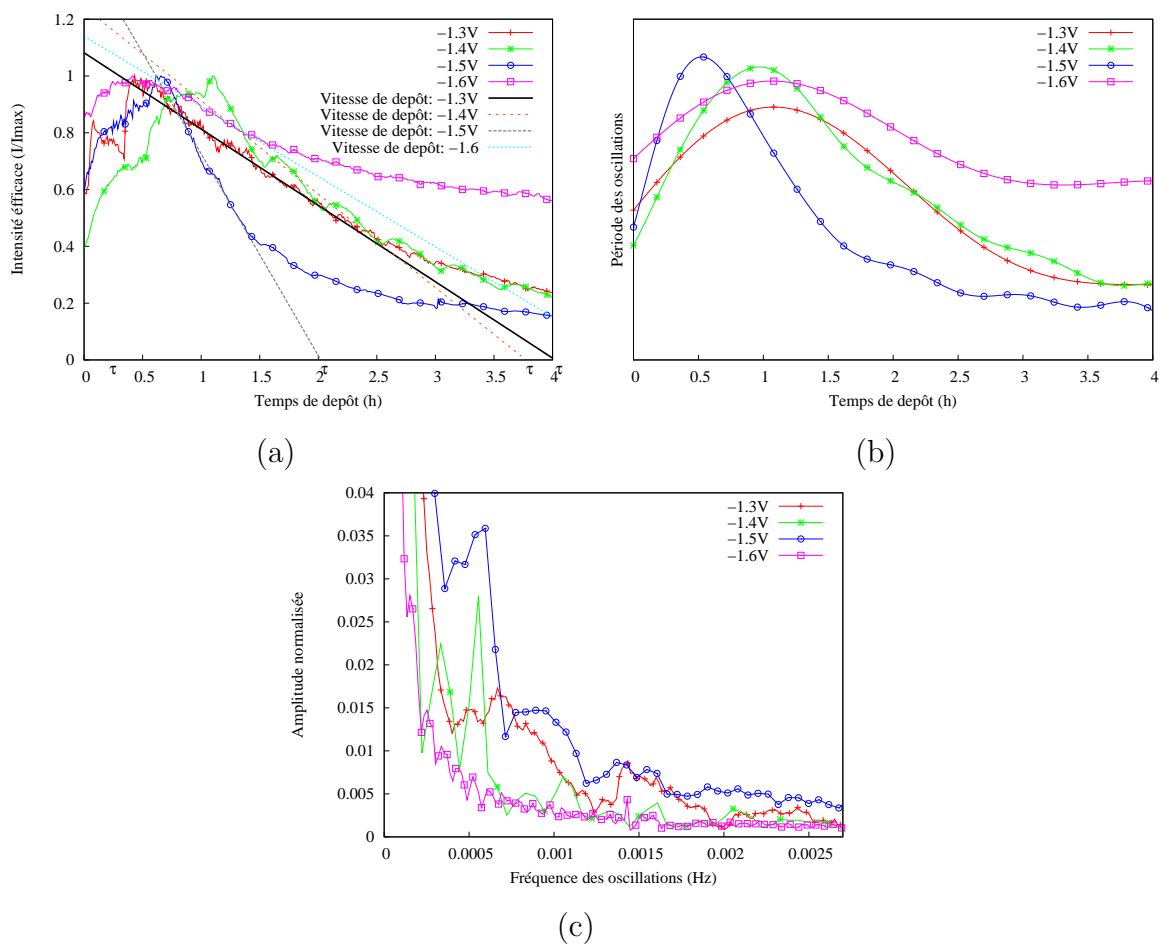 1.2
1
0.8
0.6
0.4
0.2
0
Intensité éfficace (I/Imax)
–1.3V
–1.4V
–1.5V
–1.6V
Vitesse de depôt: –1.3V
Vitesse de depôt: –1.4V
Vitesse de depôt: –1.5V
Vitesse de depôt: –1.6
0 0.5 1 1.5 2 2.5 3 3.5 4
τ τ τ τ
Temps de depôt (h)
(a)
Période des oscillations
–1.3V
–1.4V
–1.5V
–1.6V
0 0.5 1 1.5 2 2.5 3 3.5 4
Temps de depôt (h)
(b)
0.04
0.035
0.03
0.025
0.02
0.015
0.01
0.005
0
Amplitude normalisée
–1.3V
–1.4V
–1.5V
–1.6V
0 0.0005 0.001 0.0015 0.002 0.0025
Fréquence des oscillations (Hz)
(c)